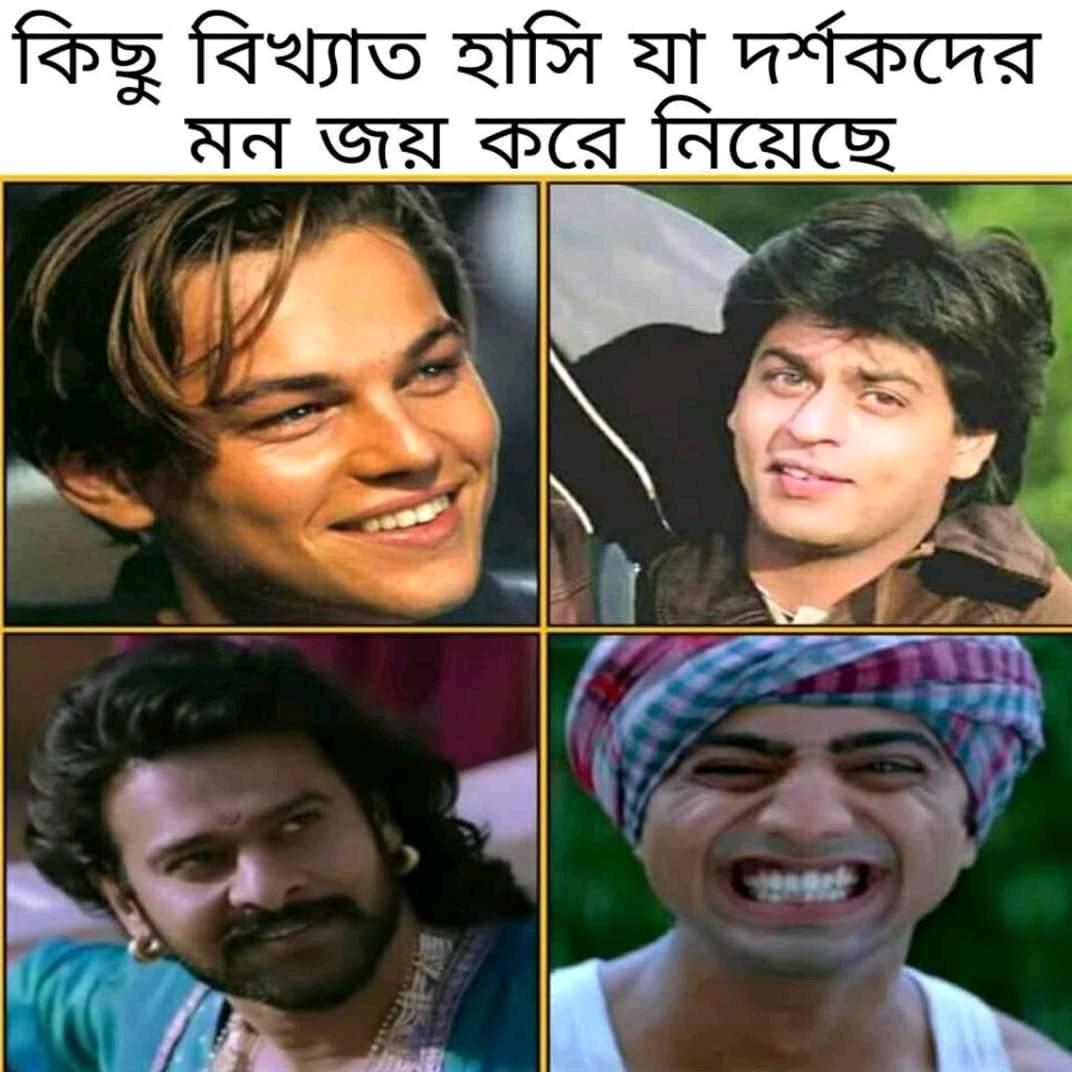 কিছু বিখ্যাত হাসি যা দর্শকদের
মন জয় করে নিয়েছে